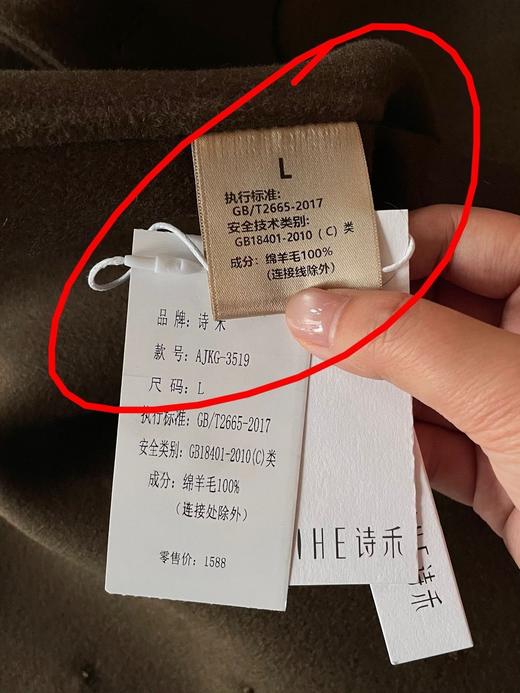 L
执行标准:
GB/T2665-2017
安全技术类别:
GB18401-2010 (C) 类
成分: 绵羊毛100%
(连接线除外)
品 牌: 诗禾
款 号: AJKG-3519
尺 码: L
执行标准: GB/T2665-2017
安全类别: GB18401-2010(C)类
成分: 绵羊毛100%
(连接处除外)
零售价: 1588
IHE诗禾
诗禾